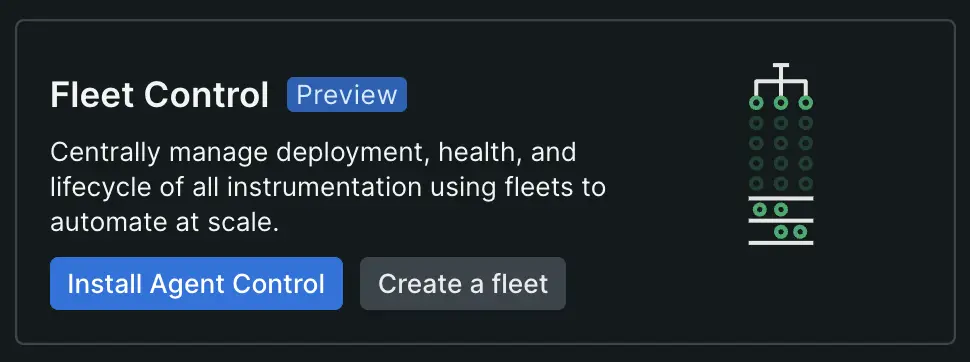 Fleet Control Preview
Centrally manage deployment, health, and
lifecycle of all instrumentation using fleets to
automate at scale.
Install Agent Control Create a fleet